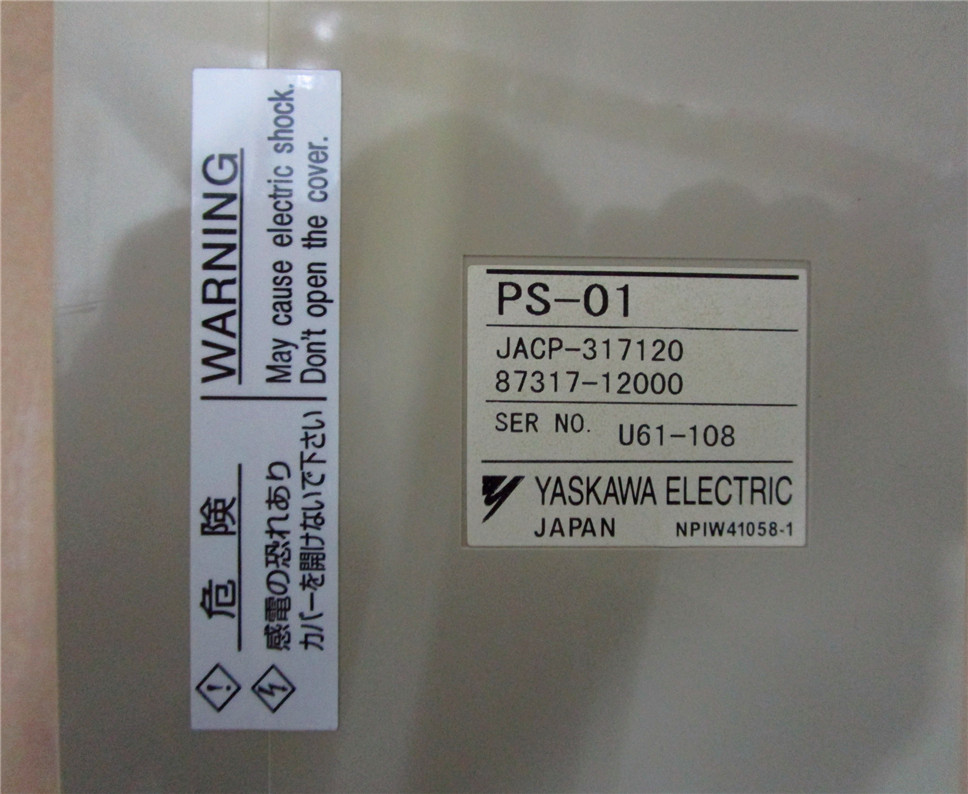 危 険
感電の恐れあり
カバーを開けないで下さい
WARNING
May cause electric shock.
Don't open the cover.
PS-01
JACP-317120
87317-12000
SER NO. U61-108
YASKAWA ELECTRIC
JAPAN NPIW41058-1